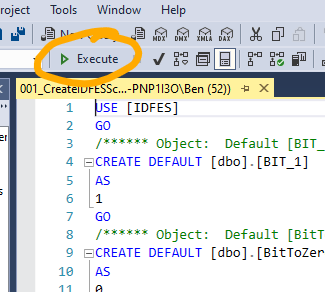 Tools Window Help
New
MDX DMX XMLA DAX
Execute
001_CreateIDFESSc...-PNP1I3O\Ben (52))
1 USE [IDFES]
2 GO
3 /****** Object: Default [BIT_
4 CREATE DEFAULT [dbo].[BIT_1]
5 AS
6 1
7 GO
8 /****** Object: Default [BitT
9 CREATE DEFAULT [dbo].[BitToZer
10 AS
11 0